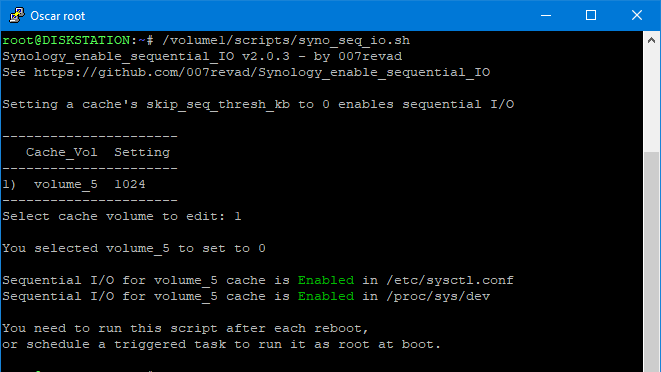 Oscar root
root@DISKSTATION:~# /volume1/scripts/syno_seq_io.sh
Synology_enable_sequential_IO v2.0.3 - by 007revad
See https://github.com/007revad/Synology_enable_sequential_IO
Setting a cache's skip_seq_thresh_kb to 0 enables sequential I/O
----------------------
Cache_Vol  Setting
----------------------
1)  volume_5  1024
----------------------
Select cache volume to edit: 1
You selected volume_5 to set to 0
Sequential I/O for volume_5 cache is Enabled in /etc/sysctl.conf
Sequential I/O for volume_5 cache is Enabled in /proc/sys/dev
You need to run this script after each reboot,
or schedule a triggered task to run it as root at boot.